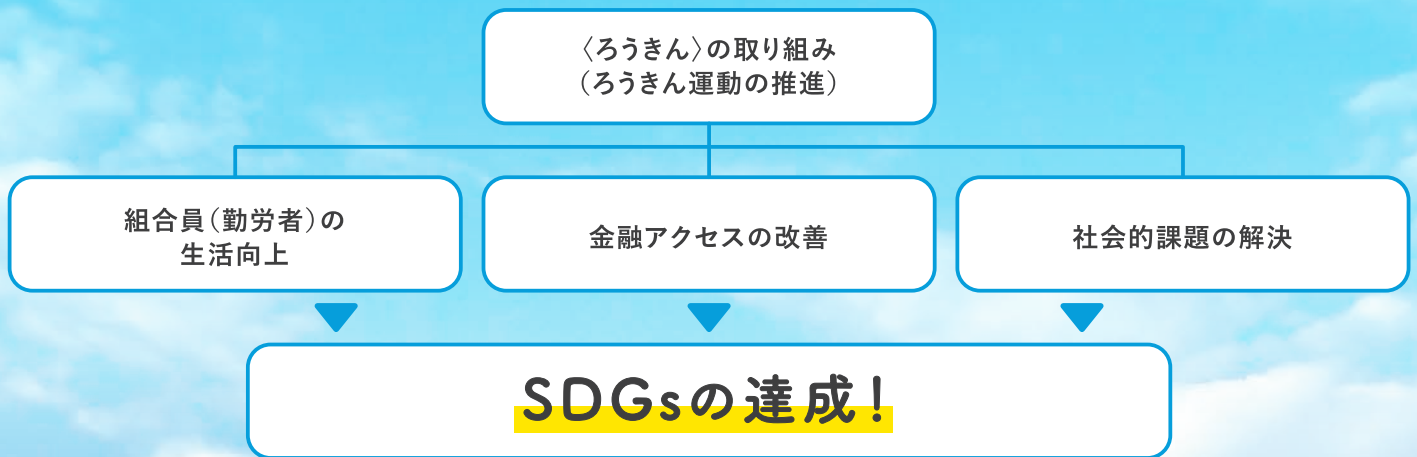 〈ろうきん〉の取り組み
（ろうきん運動の推進）
組合員（勤労者）の
生活向上
金融アクセスの改善
社会的課題の解決
SDGsの達成！